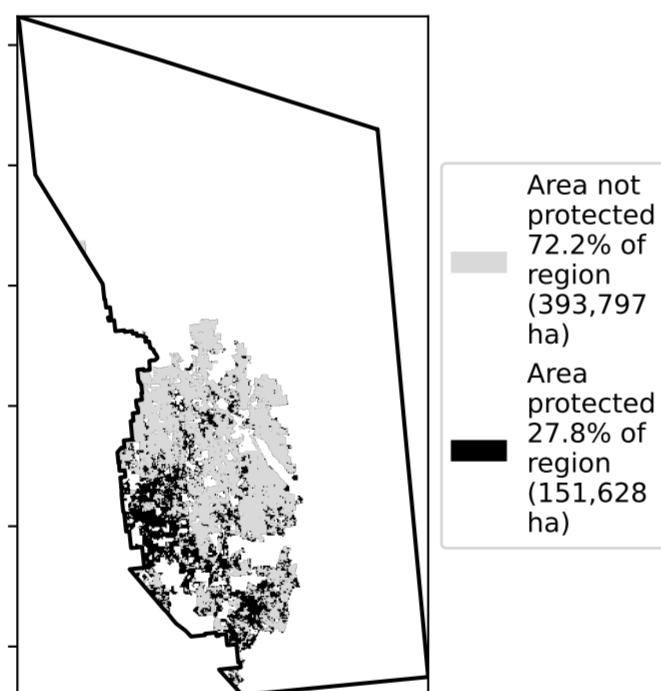 Area not
protected
72.2% of
region
(393,797
ha)
Area
protected
27.8% of
region
(151,628
ha)